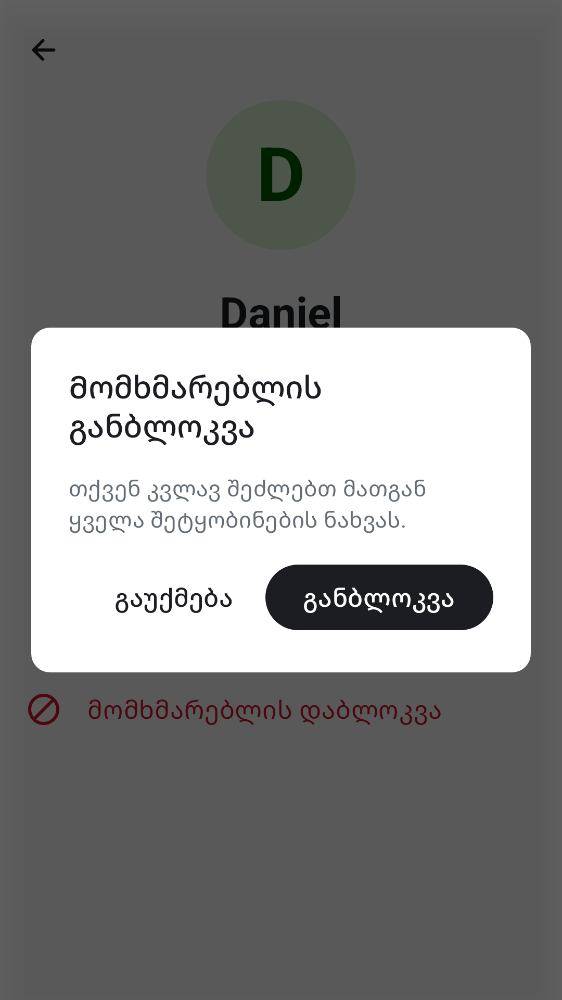 D
Daniel
მომხმარებლის
განბლოკვა
თქვენ კვლავ შეძლებთ მათგან
ყველა შეტყობინების ნახვას.
გაუქმება
განბლოკვა
მომხმარებლის დაბლოკვა